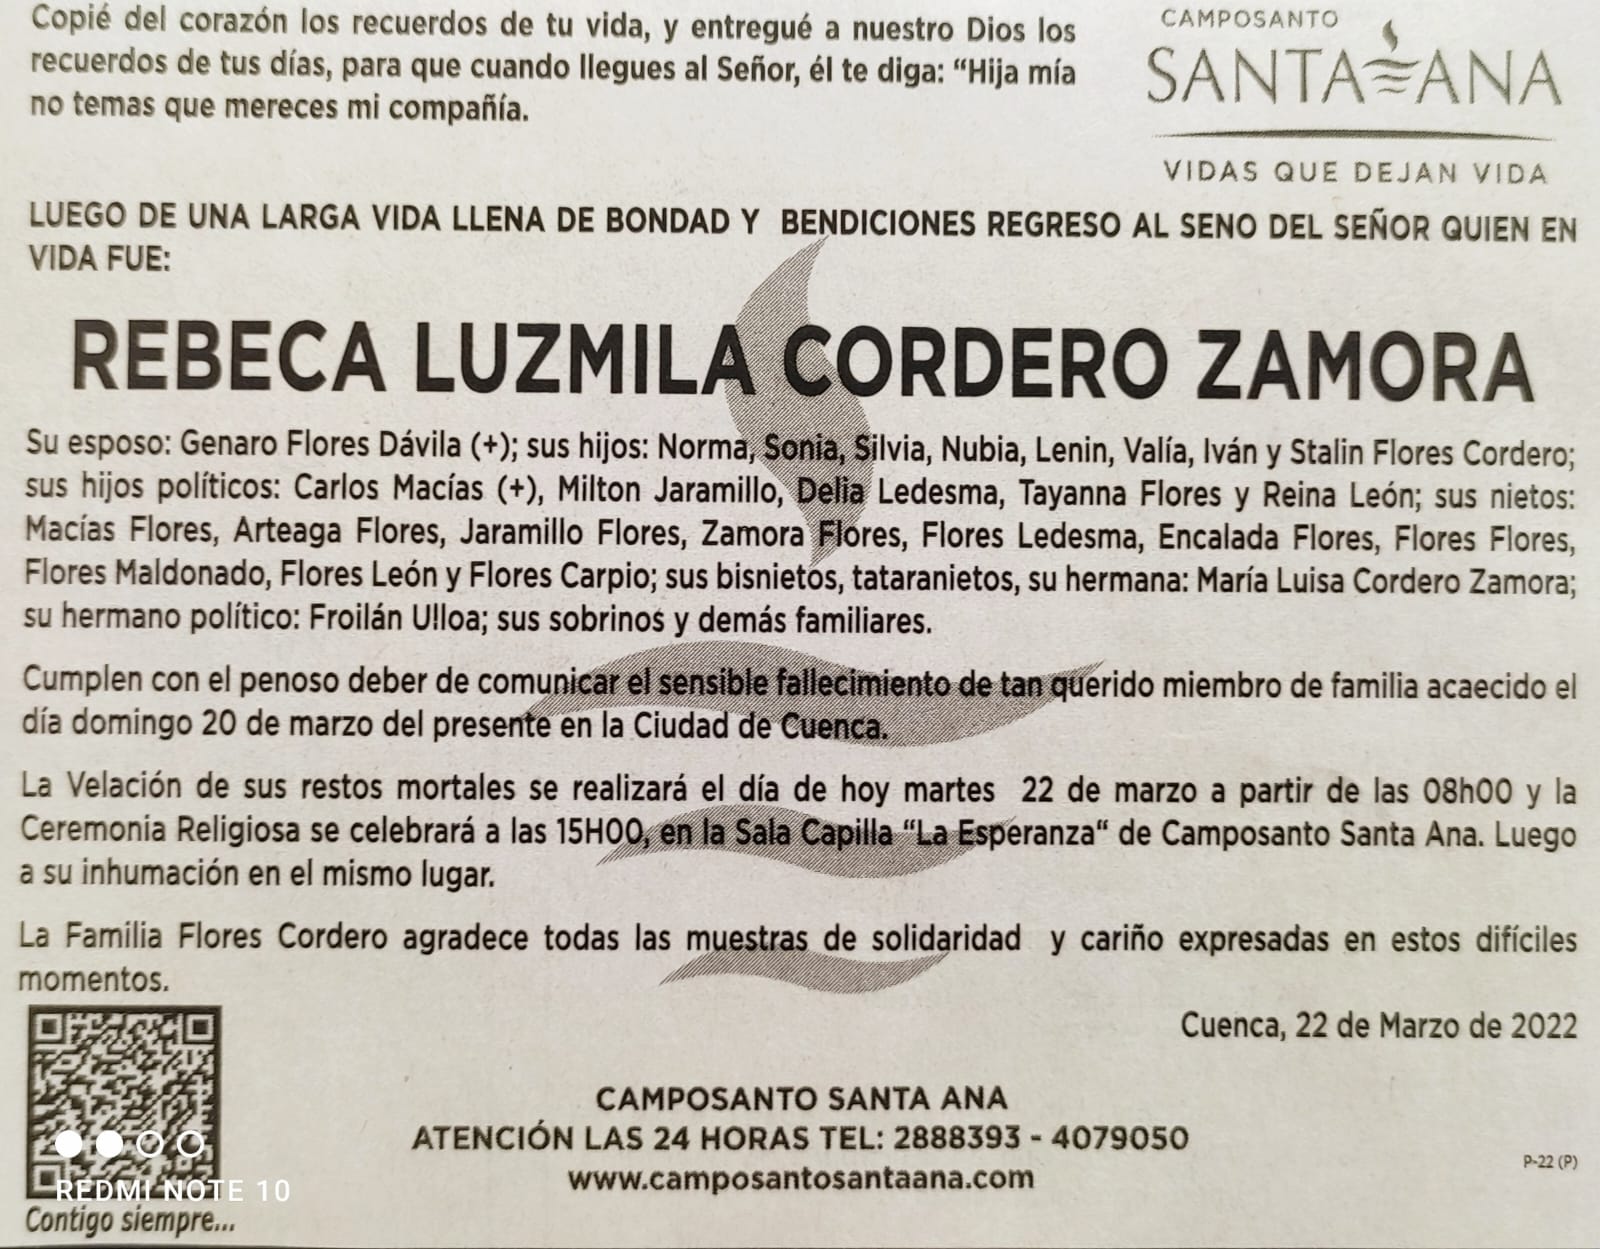 Copié del corazón los recuerdos de tu vida, y entregué a nuestro Dios los
recuerdos de tus días, para que cuando llegues al Señor, él te diga: “Hija mía
no temas que mereces mi compañía.
CAMPOSANTO
SANTA ANA
VIDAS QUE DEJAN VIDA
LUEGO DE UNA LARGA VIDA LLENA DE BONDAD Y BENDICIONES REGRESO AL SENO DEL SEÑOR QUIEN EN
VIDA FUE:
REBECA LUZMILA CORDERO ZAMORA
Su esposo: Genaro Flores Dávila (+); sus hijos: Norma, Sonia, Silvia, Nubia, Lenin, Valía, Iván y Stalin Flores Cordero;
sus hijos políticos: Carlos Macías (+), Milton Jaramillo, Delia Ledesma, Tayanna Flores y Reina León; sus nietos:
Macías Flores, Arteaga Flores, Jaramillo Flores, Zamora Flores, Flores Ledesma, Encalada Flores, Flores Flores,
Flores Maldonado, Flores León y Flores Carpio; sus bisnietos, tataranietos, su hermana: María Luisa Cordero Zamora;
su hermano político: Froilán Ulloa; sus sobrinos y demás familiares.
Cumplen con el penoso deber de comunicar el sensible fallecimiento de tan querido miembro de familia acaecido el
día domingo 20 de marzo del presente en la Ciudad de Cuenca.
La Velación de sus restos mortales se realizará el día de hoy martes 22 de marzo a partir de las 08h00 y la
Ceremonia Religiosa se celebrará a las 15H00, en la Sala Capilla “La Esperanza“ de Camposanto Santa Ana. Luego
a su inhumación en el mismo lugar.
La Familia Flores Cordero agradece todas las muestras de solidaridad y cariño expresadas en estos difíciles
momentos.
Cuenca, 22 de Marzo de 2022
CAMPOSANTO SANTA ANA
ATENCIÓN LAS 24 HORAS TEL: 2888393 - 4079050
www.camposantosantaana.com
P-22 (P)
REDMI NOTE 10
Contigo siempre...